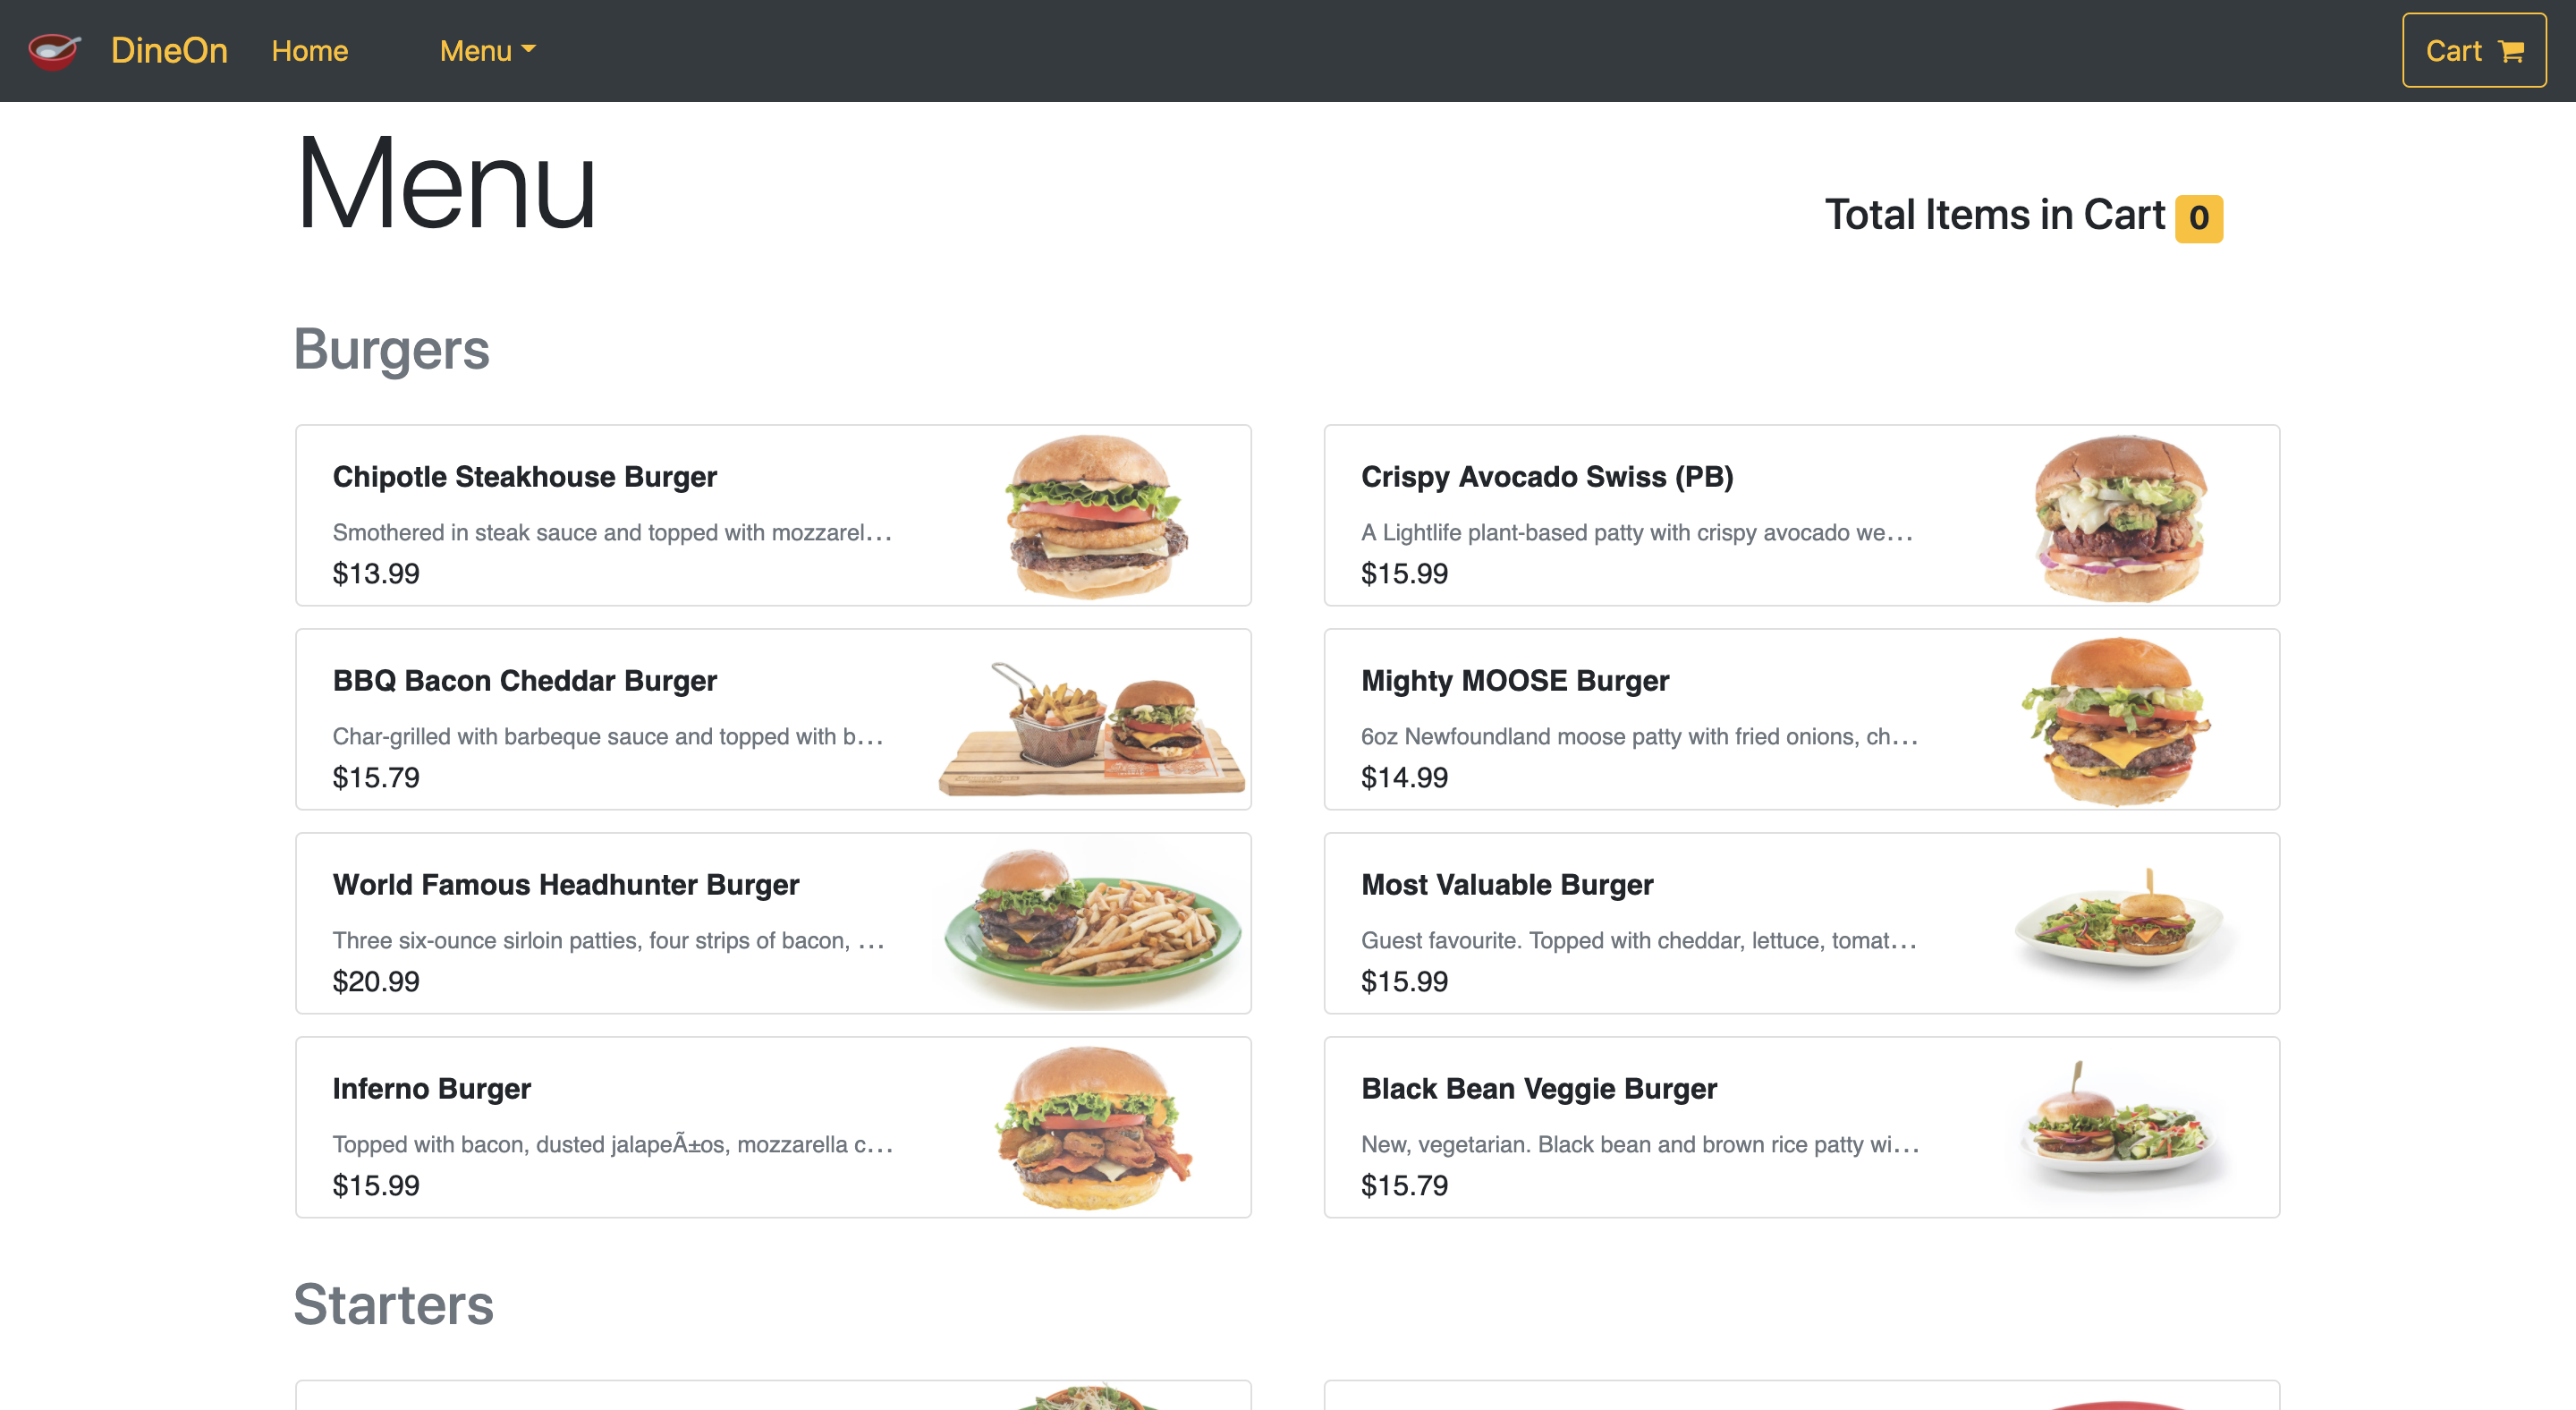 DineOn Home Menu Cart
Menu
Total Items in Cart 0
Burgers
Chipotle Steakhouse Burger
Smothered in steak sauce and topped with mozzarel...
$13.99
Crispy Avocado Swiss (PB)
A Lightlife plant-based patty with crispy avocado we...
$15.99
BBQ Bacon Cheddar Burger
Char-grilled with barbeque sauce and topped with b...
$15.79
Mighty MOOSE Burger
6oz Newfoundland moose patty with fried onions, ch...
$14.99
World Famous Headhunter Burger
Three six-ounce sirloin patties, four strips of bacon, ...
$20.99
Most Valuable Burger
Guest favourite. Topped with cheddar, lettuce, tomat...
$15.99
Inferno Burger
Topped with bacon, dusted jalapeÃ±os, mozzarella c...
$15.99
Black Bean Veggie Burger
New, vegetarian. Black bean and brown rice patty wi...
$15.79
Starters